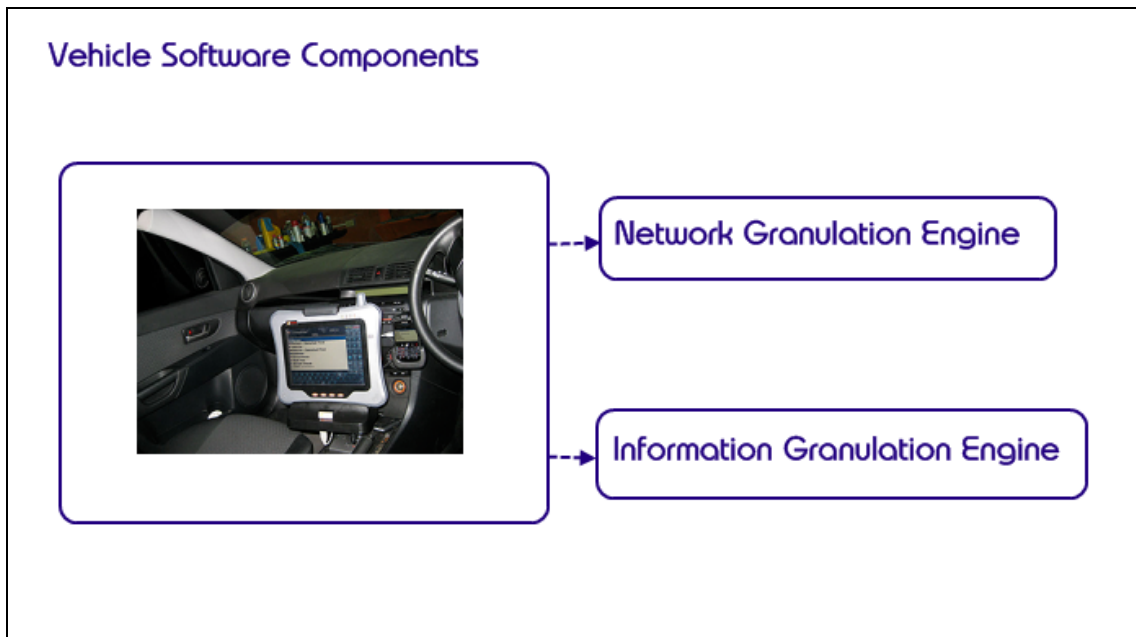 Vehicle Software Components
Network Granulation Engine
Information Granulation Engine